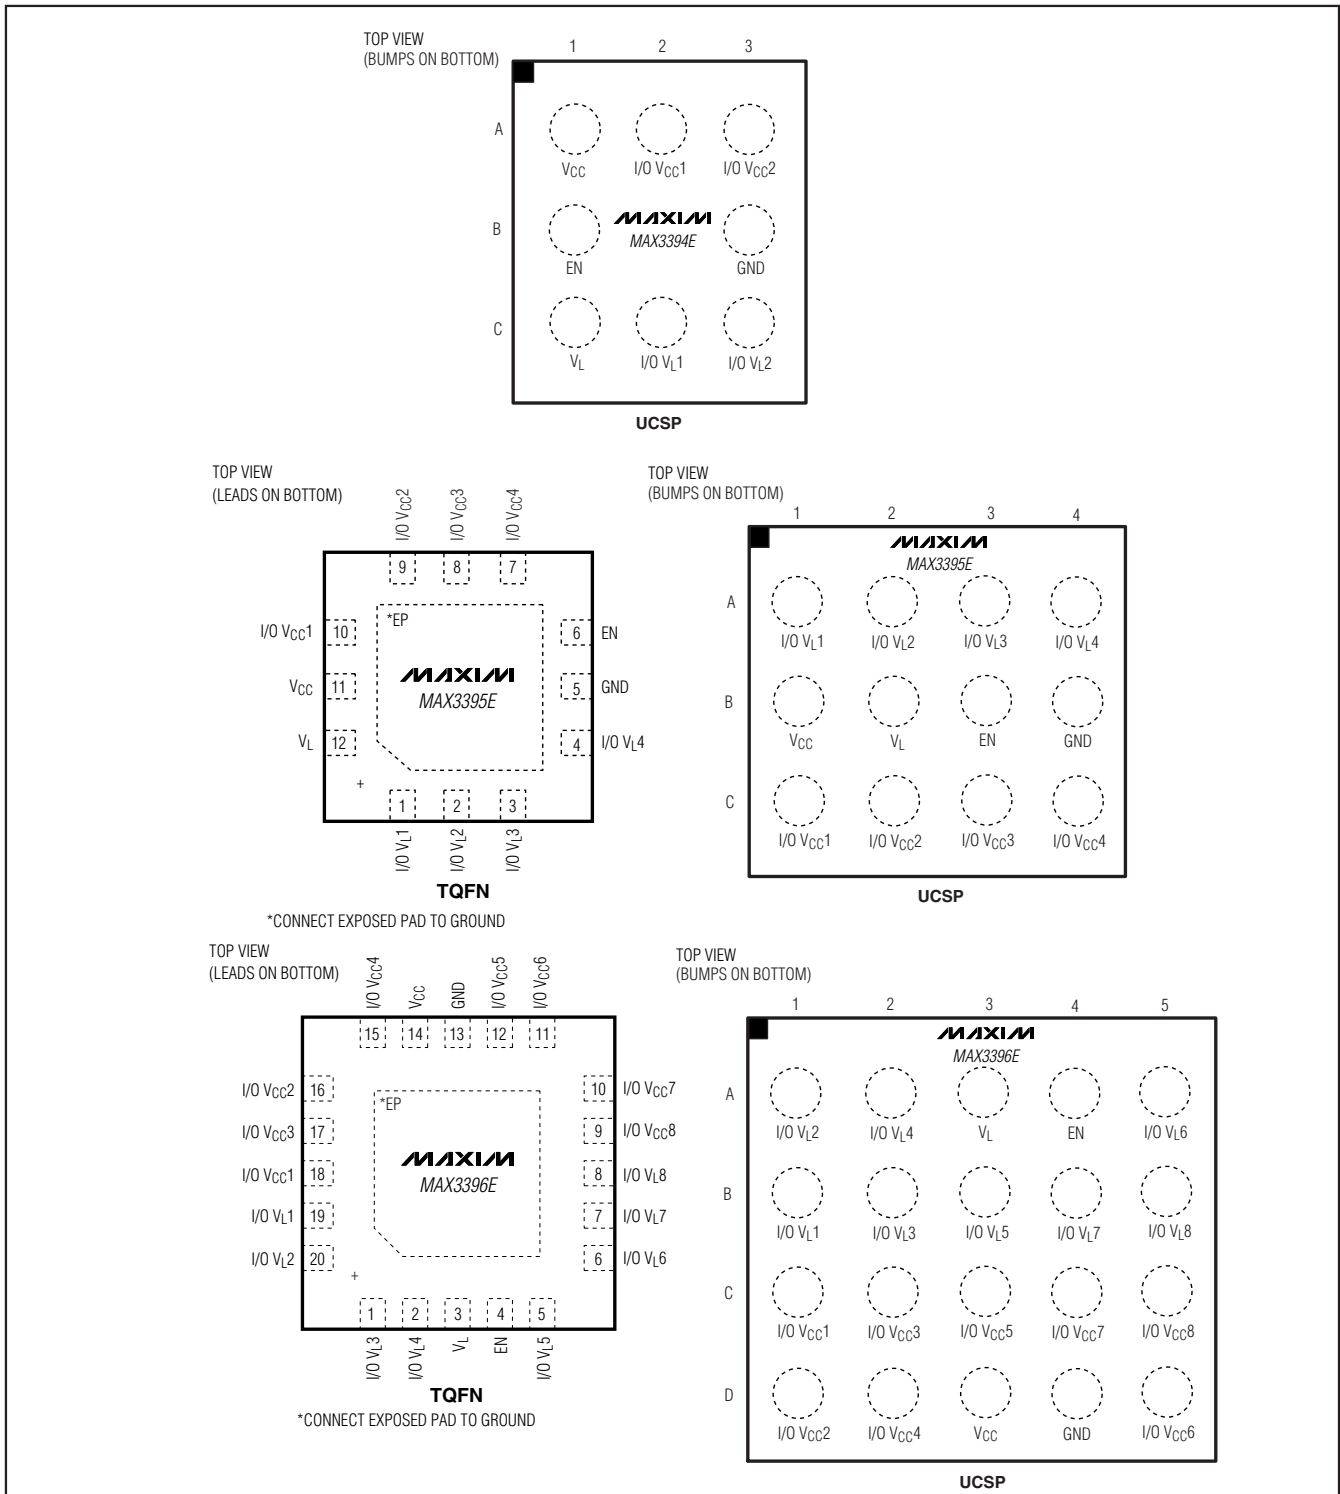 TOP VIEW
(BUMPS ON BOTTOM)
1 2 3
A
VCC I/O VCC1 I/O VCC2
B
MAXIM
MAX3394E
EN GND
C
VL I/O VL1 I/O VL2
UCSP
TOP VIEW
(LEADS ON BOTTOM)
I/O VCC2 I/O VCC3 I/O VCC4
9 8 7
*EP
I/O VCC1 10 6 EN
MAXIM
VCC 11 5 GND
MAX3395E
VL 12 4 I/O VL4
+
1 2 3
I/O VL1 I/O VL2 I/O VL3
TQFN
*CONNECT EXPOSED PAD TO GROUND
TOP VIEW
(BUMPS ON BOTTOM)
1 2 3 4
MAXIM
MAX3395E
A
I/O VL1 I/O VL2 I/O VL3 I/O VL4
B
VCC VL EN GND
C
I/O VCC1 I/O VCC2 I/O VCC3 I/O VCC4
UCSP
TOP VIEW
(LEADS ON BOTTOM)
I/O VCC4 VCC GND I/O VCC5 I/O VCC6
15 14 13 12 11
I/O VCC2 16 10 I/O VCC7
*EP
I/O VCC3 17 9 I/O VCC8
MAXIM
I/O VCC1 18 8 I/O VL8
MAX3396E
I/O VL1 19 7 I/O VL7
I/O VL2 20 6 I/O VL6
+
1 2 3 4 5
I/O VL3 I/O VL4 VL EN I/O VL5
TQFN
*CONNECT EXPOSED PAD TO GROUND
TOP VIEW
(BUMPS ON BOTTOM)
1 2 3 4 5
MAXIM
MAX3396E
A
I/O VL2 I/O VL4 VL EN I/O VL6
B
I/O VL1 I/O VL3 I/O VL5 I/O VL7 I/O VL8
C
I/O VCC1 I/O VCC3 I/O VCC5 I/O VCC7 I/O VCC8
D
I/O VCC2 I/O VCC4 VCC GND I/O VCC6
UCSP